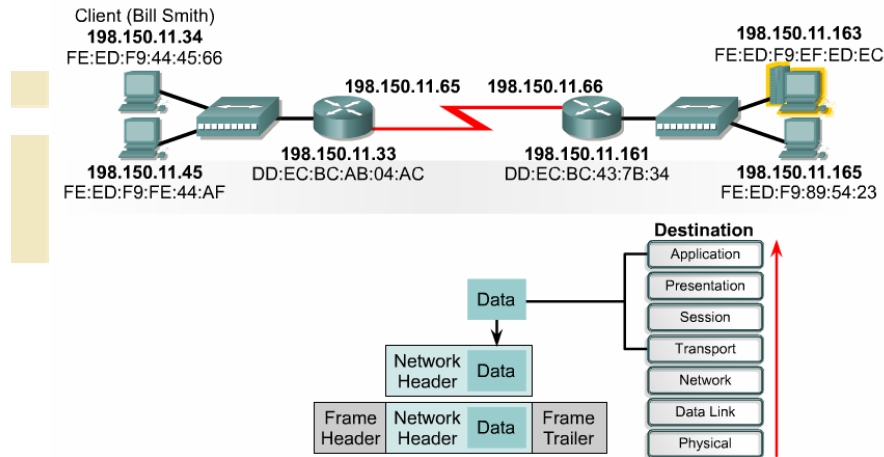 Client (Bill Smith)
198.150.11.34
FE:ED:F9:44:45:66
198.150.11.163
FE:ED:F9:EF:ED:EC
198.150.11.65
198.150.11.66
198.150.11.45
FE:ED:F9:FE:44:AF
198.150.11.33
DD:EC:BC:AB:04:AC
198.150.11.161
DD:EC:BC:43:7B:34
198.150.11.165
FE:ED:F9:89:54:23
Destination
Application
Presentation
Session
Transport
Network
Data Link
Physical
Data
Network
Header
Data
Frame
Header
Network
Header
Data
Frame
Trailer